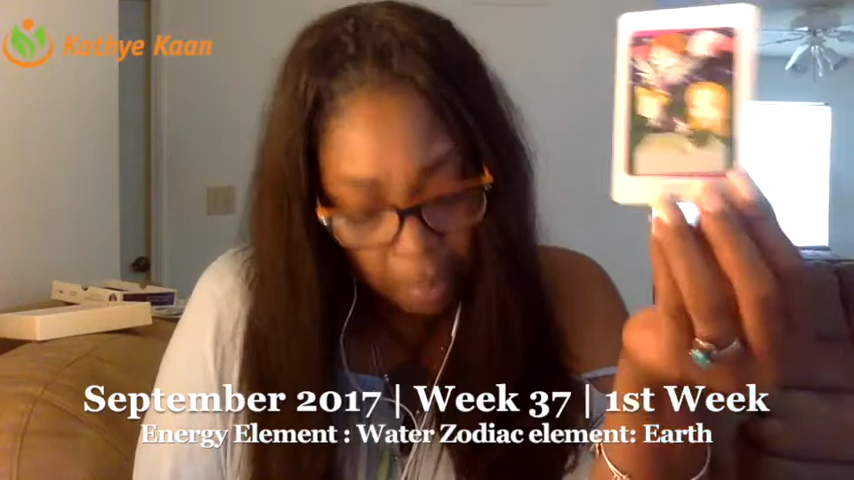 Kathye Kaan
September 2017 | Week 37 | 1st Week
Energy Element : Water Zodiac element: Earth